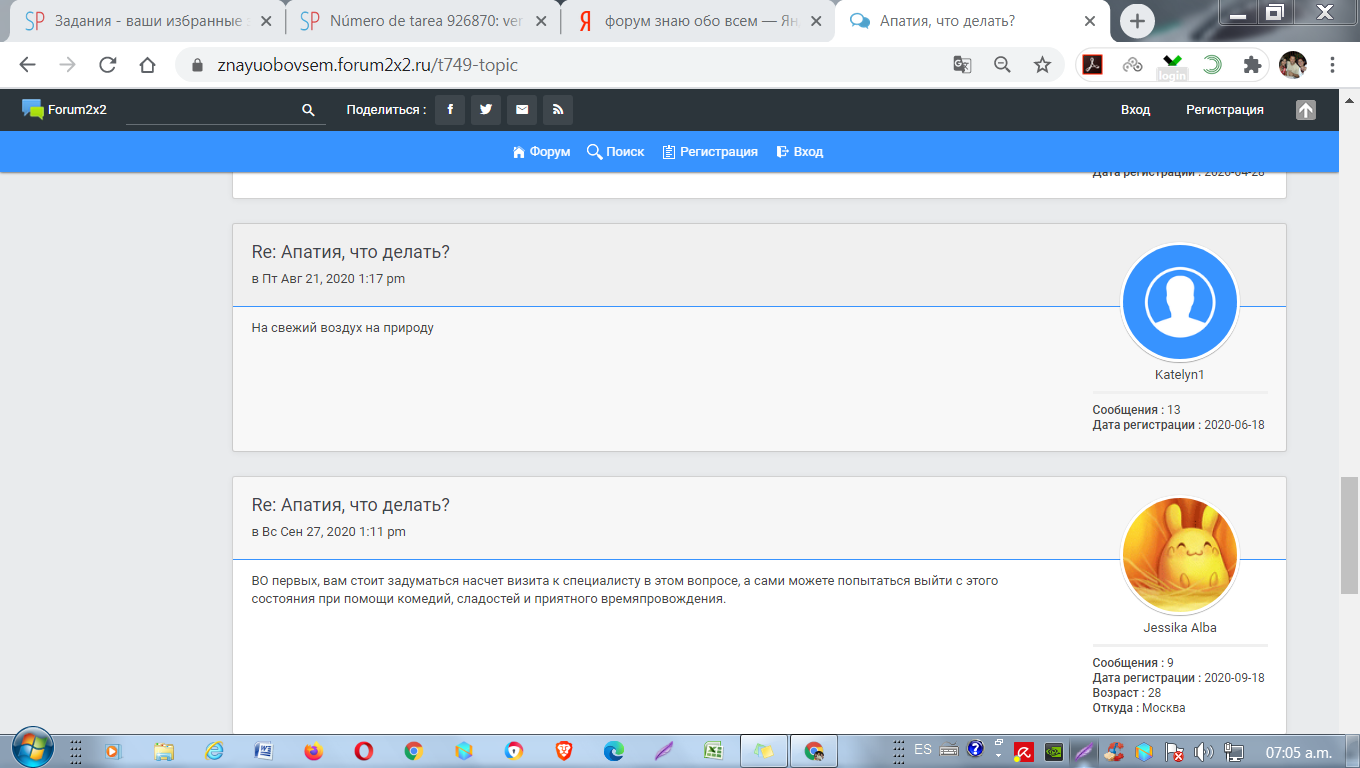 Задания - ваши избранные з
Número de tarea 926870: ver
форум знаю обо всем — Ян
Апатия, что делать?
znayuobovsem.forum2x2.ru/t749-topic
login
Forum2x2
Поделиться :
Вход
Регистрация
Форум
Поиск
Регистрация
Вход
Дата регистрации : 2020-04-28
Re: Апатия, что делать?
в Пт Авг 21, 2020 1:17 pm
На свежий воздух на природу
Katelyn1
Сообщения : 13
Дата регистрации : 2020-06-18
Re: Апатия, что делать?
в Вс Сен 27, 2020 1:11 pm
ВО первых, вам стоит задуматься насчет визита к специалисту в этом вопросе, а сами можете попытаться выйти с этого
состояния при помощи комедий, сладостей и приятного времяпровождения.
Jessika Alba
Сообщения : 9
Дата регистрации : 2020-09-18
Возраст : 28
Откуда : Москва
ES
07:05 a.m.